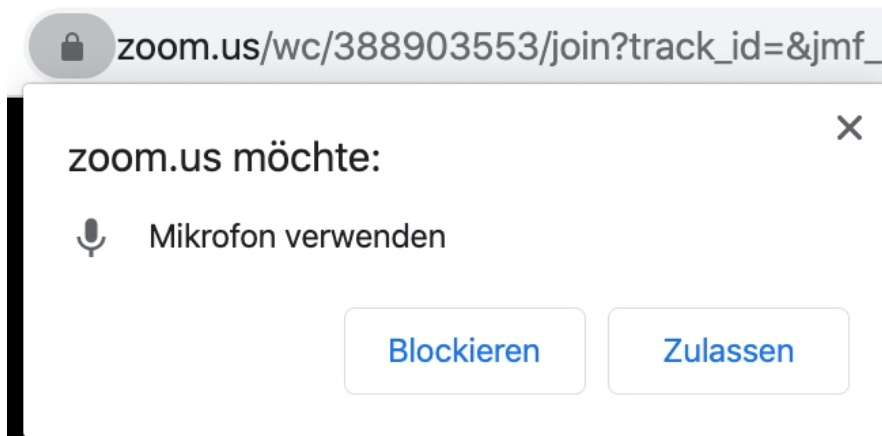 zoom.us/wc/388903553/join?track_id=&jmf_
zoom.us möchte:
Mikrofon verwenden
Blockieren Zulassen